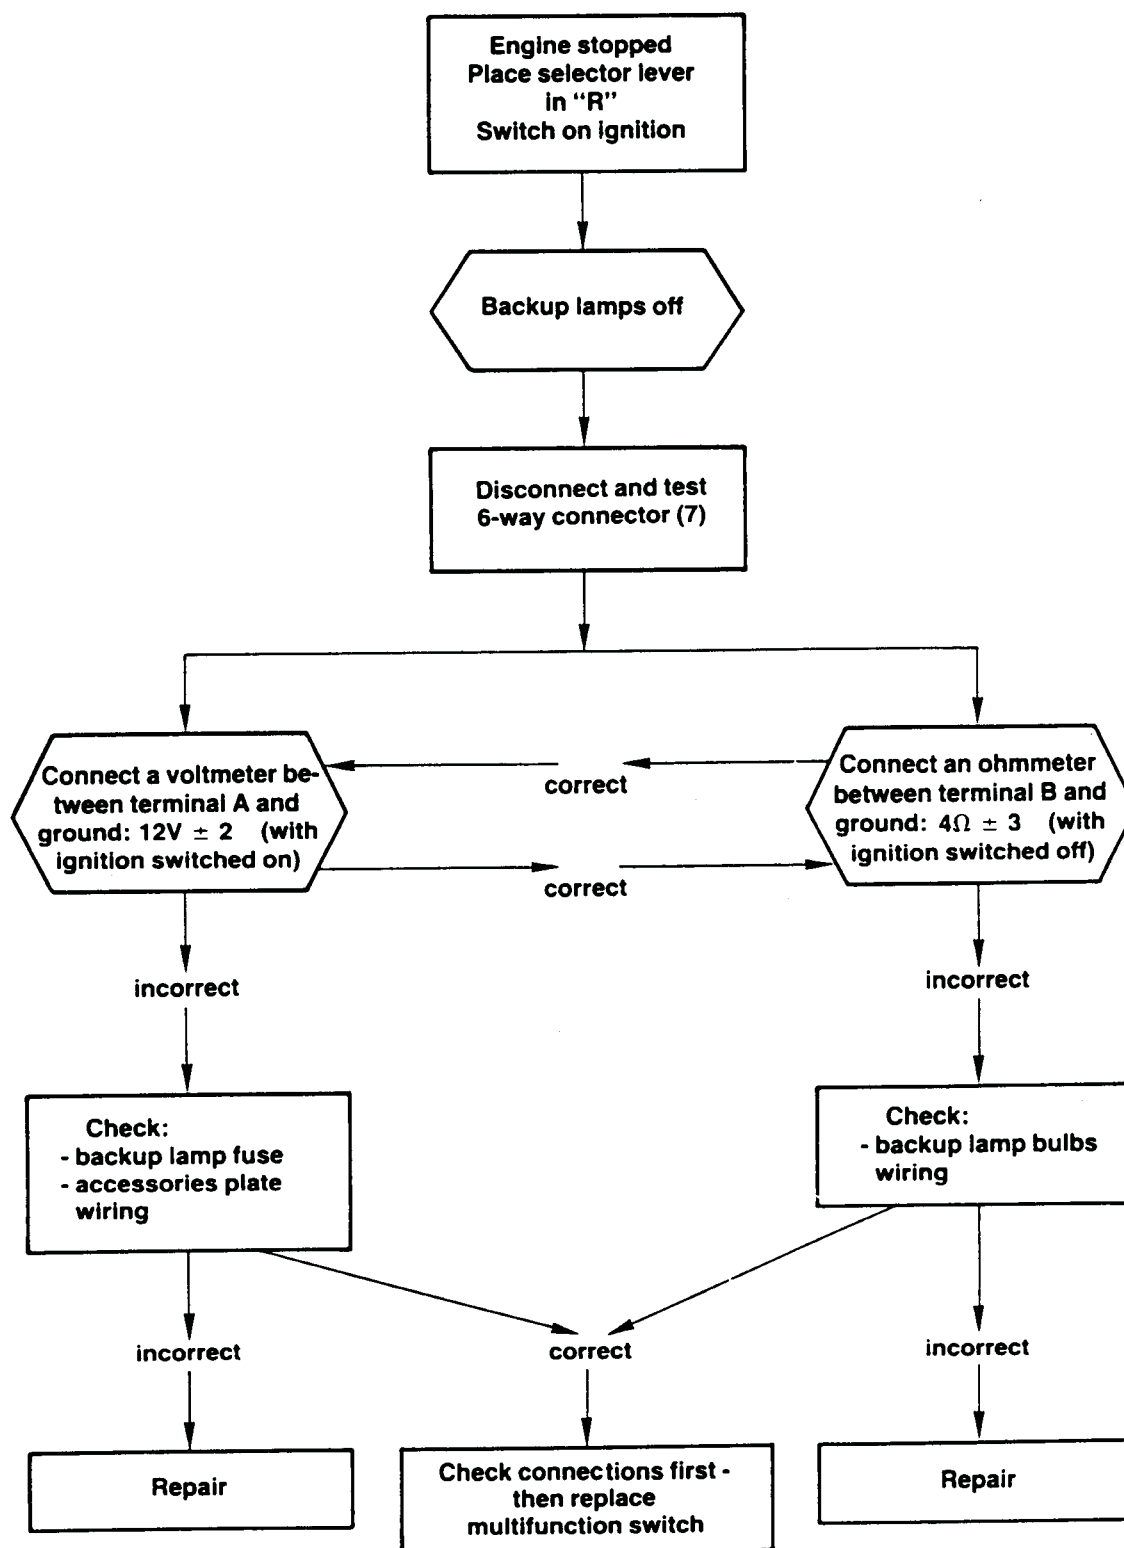 Engine stopped
Place selector lever
in “R”
Switch on ignition
Backup lamps off
Disconnect and test
6-way connector (7)
Connect a voltmeter be-
tween terminal A and
ground: 12V ± 2 (with
ignition switched on)
correct
correct
Connect an ohmmeter
between terminal B and
ground: 4Ω ± 3 (with
ignition switched off)
incorrect
incorrect
Check:
- backup lamp fuse
- accessories plate
wiring
Check:
- backup lamp bulbs
wiring
incorrect
correct
incorrect
Repair
Check connections first -
then replace
multifunction switch
Repair